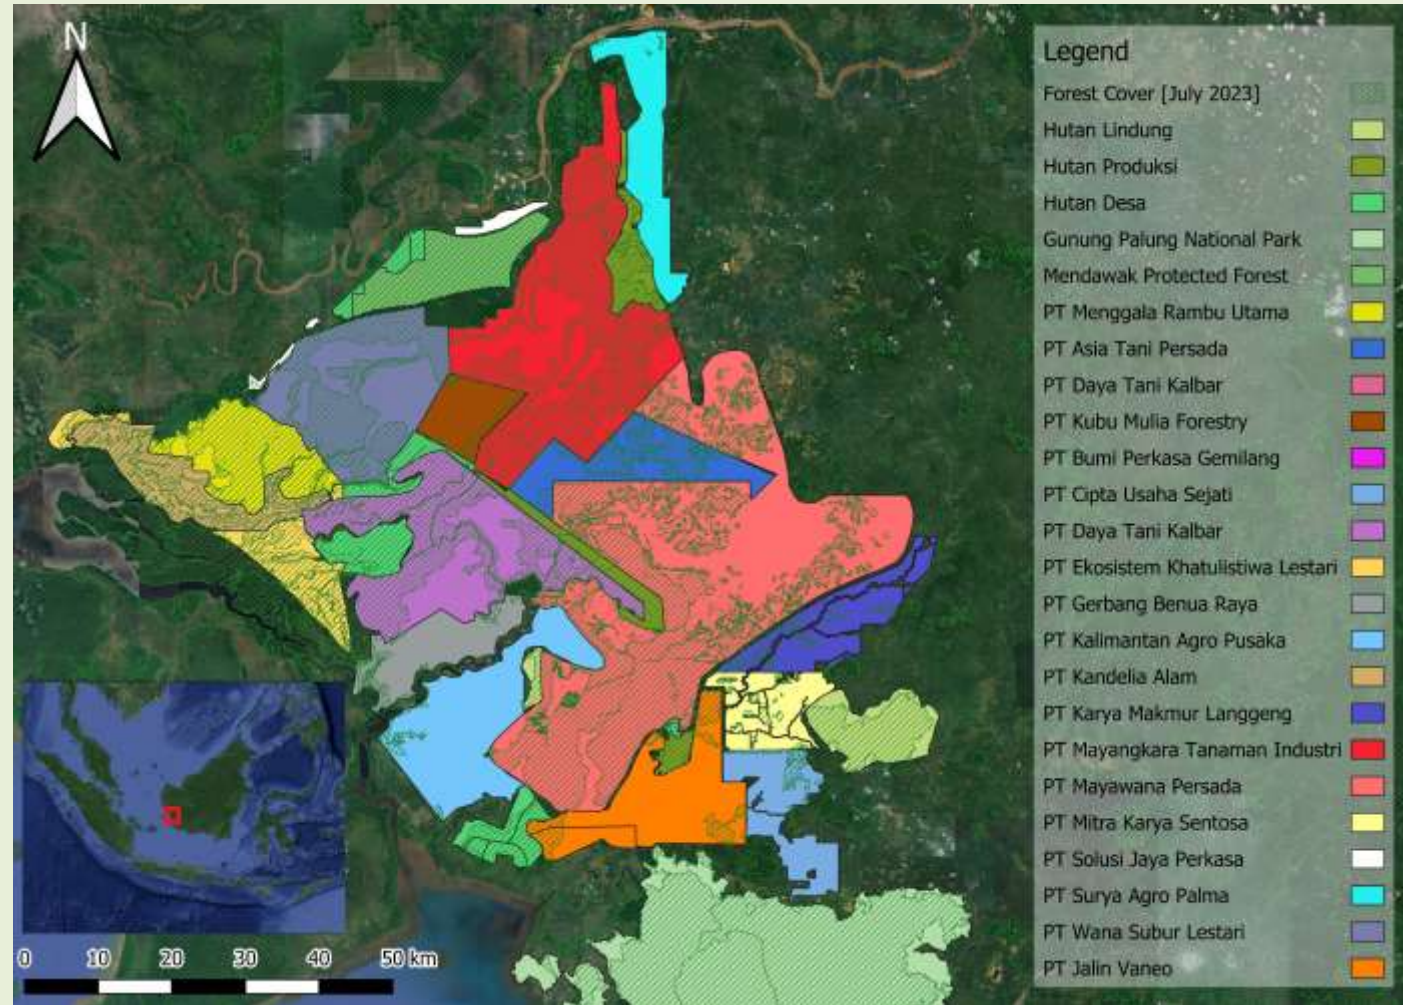 N
Legend
Forest Cover [July 2023]
Hutan Lindung
Hutan Produksi
Hutan Desa
Gunung Palung National Park
Mendawak Protected Forest
PT Menggala Rambu Utama
PT Asia Tani Persada
PT Daya Tani Kalbar
PT Kubu Mulia Forestry
PT Bumi Perkasa Gemilang
PT Cipta Usaha Sejati
PT Daya Tani Kalbar
PT Ekosistem Khatulistiwa Lestari
PT Gerbang Benua Raya
PT Kalimantan Agro Pusaka
PT Kandelia Alam
PT Karya Makmur Langgeng
PT Mayangkara Tanaman Industri
PT Mayawana Persada
PT Mitra Karya Sentosa
PT Solusi Jaya Perkasa
PT Surya Agro Palma
PT Wana Subur Lestari
PT Jalin Vaneo
0 10 20 30 40 50 km